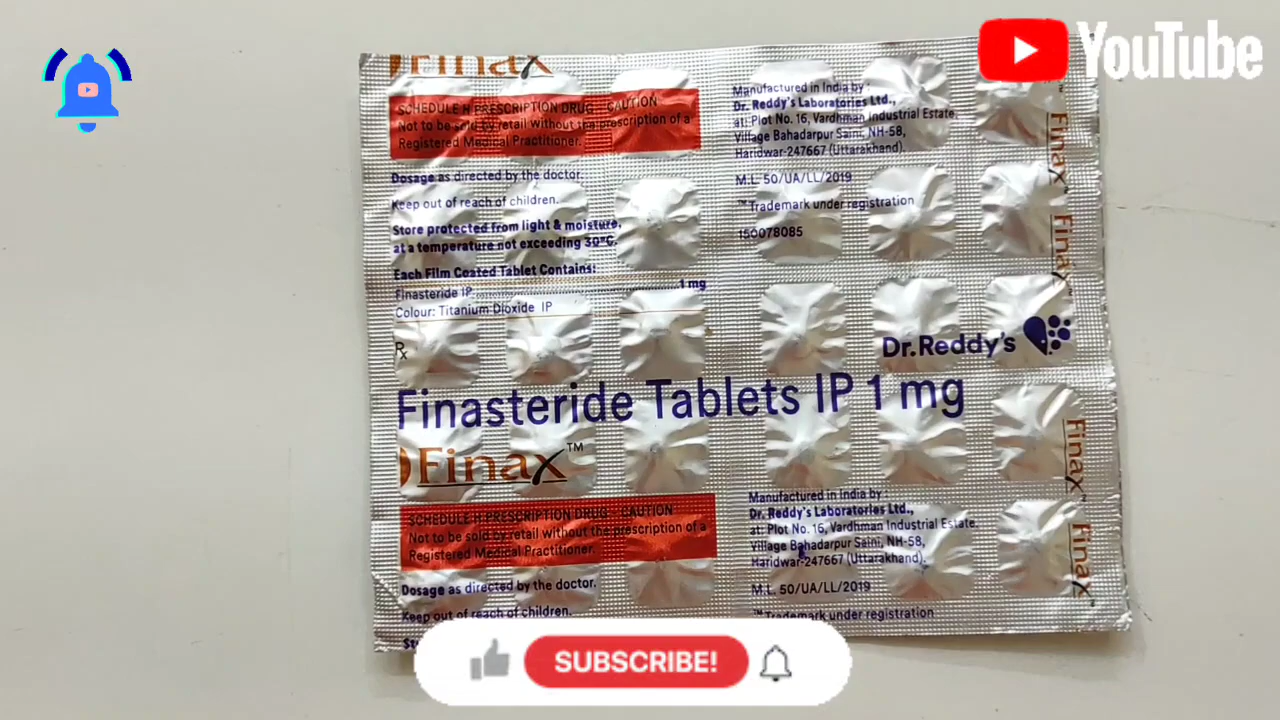 YouTube
Finax
SCHEDULE H PRESCRIPTION DRUG - CAUTION
Not to be sold by retail without the prescription of a
Registered Medical Practitioner.
Dosage as directed by the doctor.
Keep out of reach of children.
Store protected from light & moisture,
at a temperature not exceeding 30°C.
Each Film Coated Tablet Contains:
Finasteride IP 1 mg
Colour: Titanium Dioxide IP
Manufactured in India by :
Dr. Reddy's Laboratories Ltd.,
at: Plot No. 16, Vardhman Industrial Estate,
Village Bahadarpur Saini, NH-58,
Haridwar-247667 (Uttarakhand).
M.L. 50/UA/LL/2019
™Trademark under registration
150078085
Finax™
Finax™
Rx
Dr.Reddy's
Finasteride Tablets IP 1 mg
Finax™
SCHEDULE H PRESCRIPTION DRUG - CAUTION
Not to be sold by retail without the prescription of a
Registered Medical Practitioner.
Dosage as directed by the doctor.
Keep out of reach of children.
Manufactured in India by :
Dr. Reddy's Laboratories Ltd.,
at: Plot No. 16, Vardhman Industrial Estate,
Village Bahadarpur Saini, NH-58,
Haridwar-247667 (Uttarakhand).
M.L. 50/UA/LL/2019
™Trademark under registration
Finax™
Finax™
SUBSCRIBE!